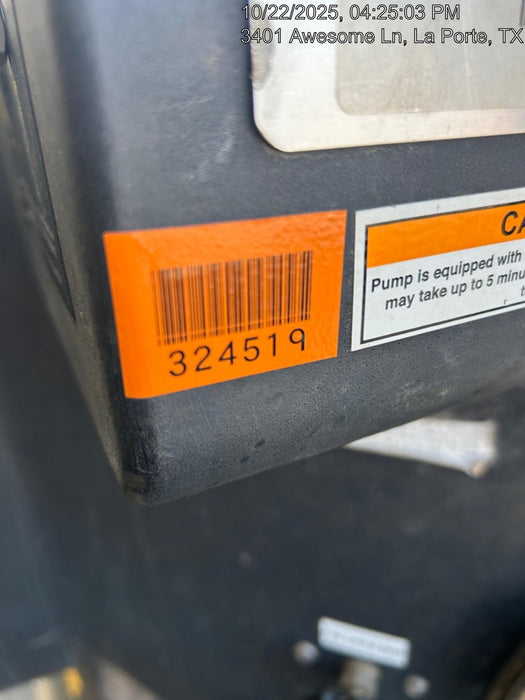 10/22/2025, 04:25:03 PM
3401 Awesome Ln, La Porte, TX
324519
CA
Pump is equipped with
may take up to 5 minu
t